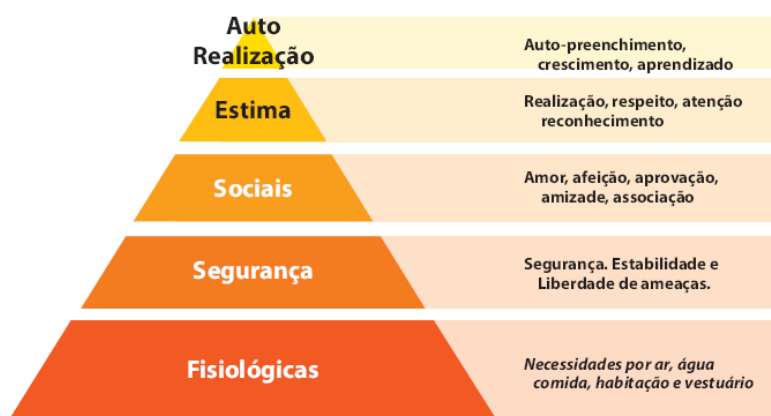 Auto
Realização
Auto-preenchimento,
crescimento, aprendizado
Estima
Realização, respeito, atenção
reconhecimento
Sociais
Amor, afeição, aprovação,
amizade, associação
Segurança
Segurança. Estabilidade e
Liberdade de ameaças.
Fisiológicas
Necessidades por ar, água
comida, habitação e vestuário